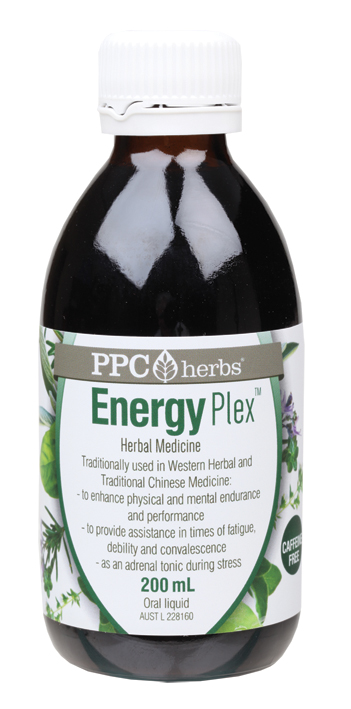 PPC herbs®
Energy Plex™
Herbal Medicine
Traditionally used in Western Herbal and
Traditional Chinese Medicine:
- to enhance physical and mental endurance
and performance
- to provide assistance in times of fatigue,
debility and convalescence
- as an adrenal tonic during stress
200 mL
Oral liquid
AUST L 228160
CAFFEINE
FREE